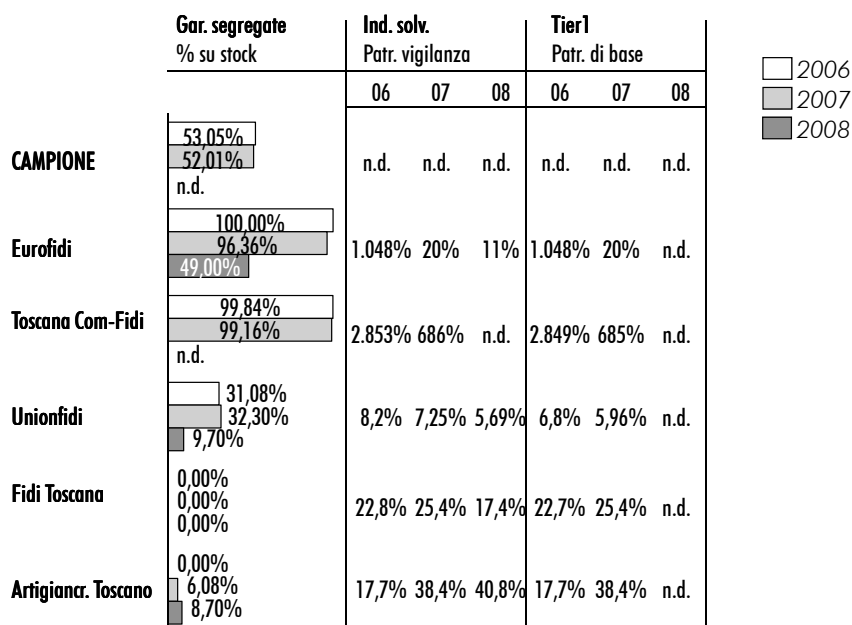 Gar. segregate Ind. solv. Tier1
% su stock Patr. vigilanza Patr. di base
06 07 08 06 07 08
2006
2007
2008
53,05%
CAMPIONE 52,01% n.d. n.d. n.d. n.d. n.d. n.d.
n.d.
100,00%
Eurofidi 96,36% 1.048% 20% 11% 1.048% 20% n.d.
49,00%
99,84%
Toscana Com-Fidi 99,16% 2.853% 686% n.d. 2.849% 685% n.d.
n.d.
31,08%
Unionfidi 32,30% 8,2% 7,25% 5,69% 6,8% 5,96% n.d.
9,70%
0,00%
Fidi Toscana 0,00% 22,8% 25,4% 17,4% 22,7% 25,4% n.d.
0,00%
0,00%
Artigiancr. Toscano 6,08% 17,7% 38,4% 40,8% 17,7% 38,4% n.d.
8,70%